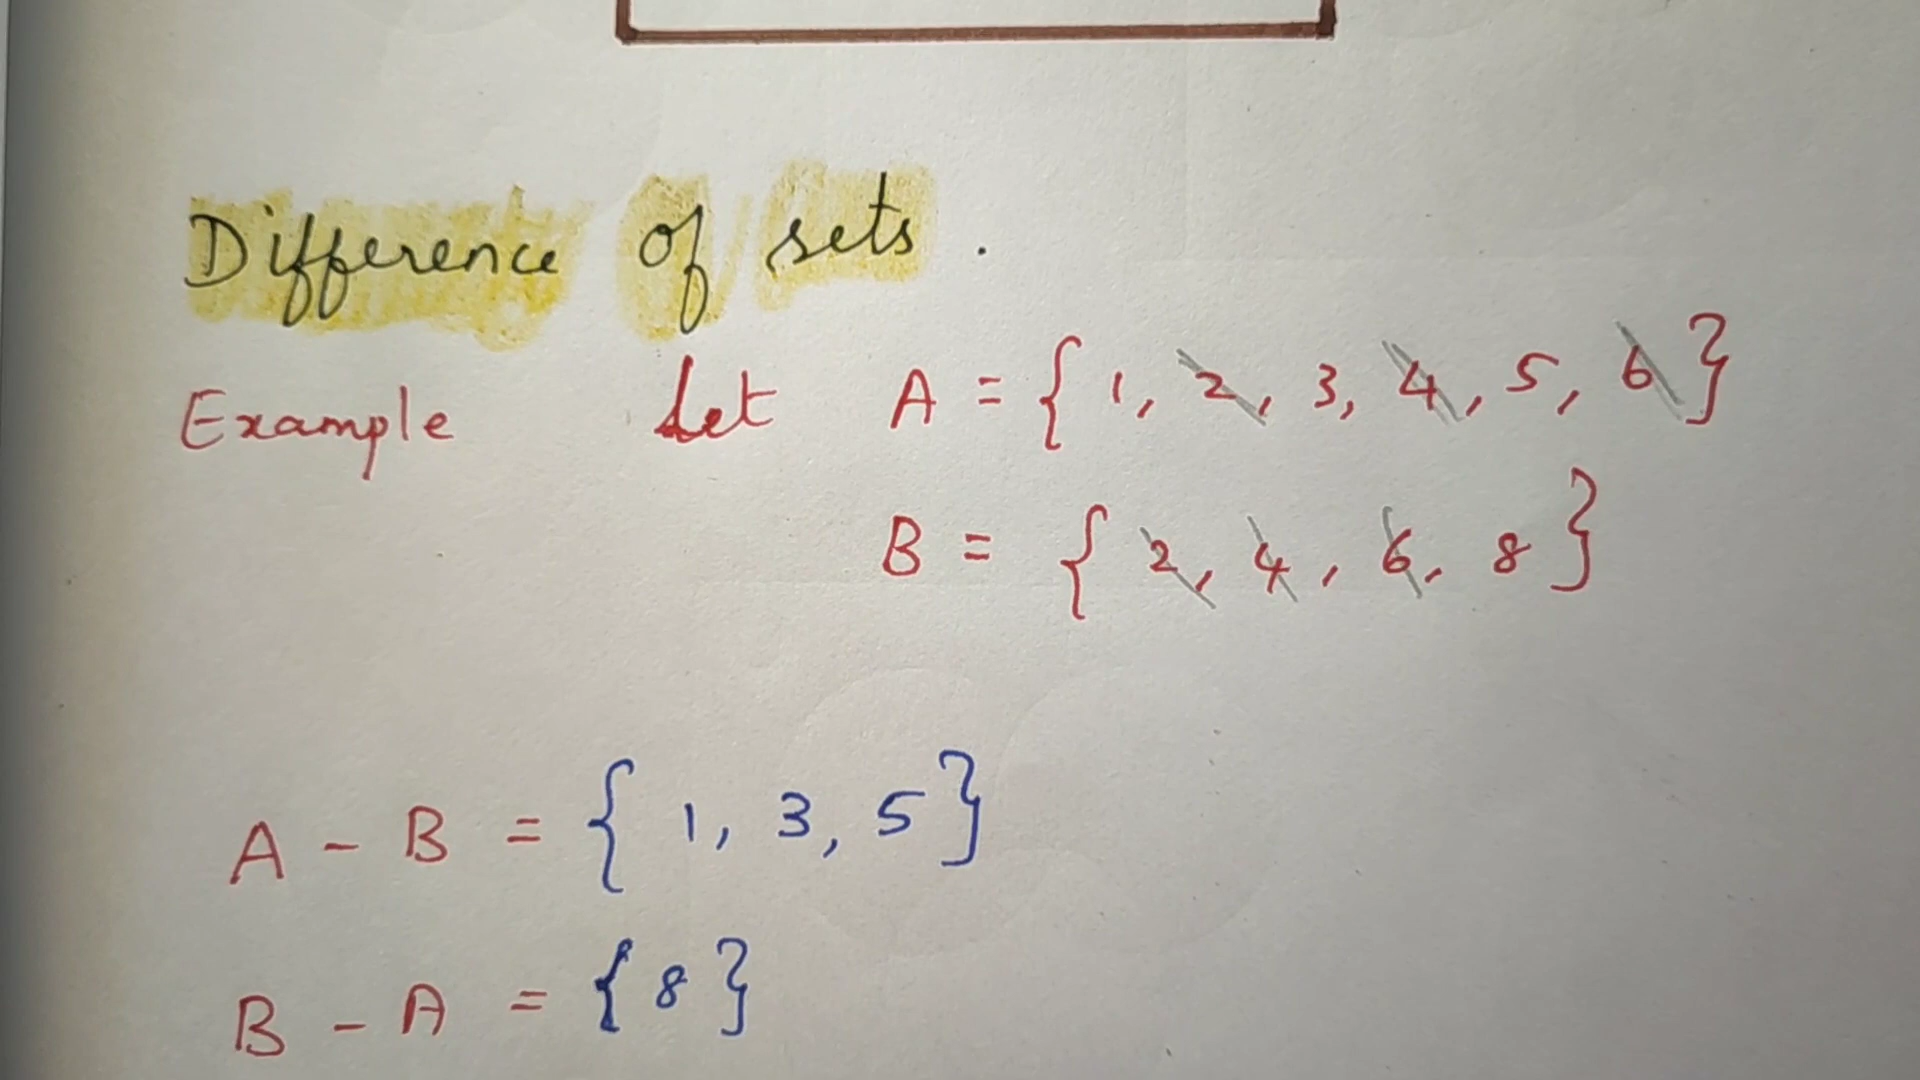 Difference of sets.
Example Let A = { 1, 2, 3, 4, 5, 6 }
B = { 2, 4, 6, 8 }
A - B = { 1, 3, 5 }
B - A = { 8 }